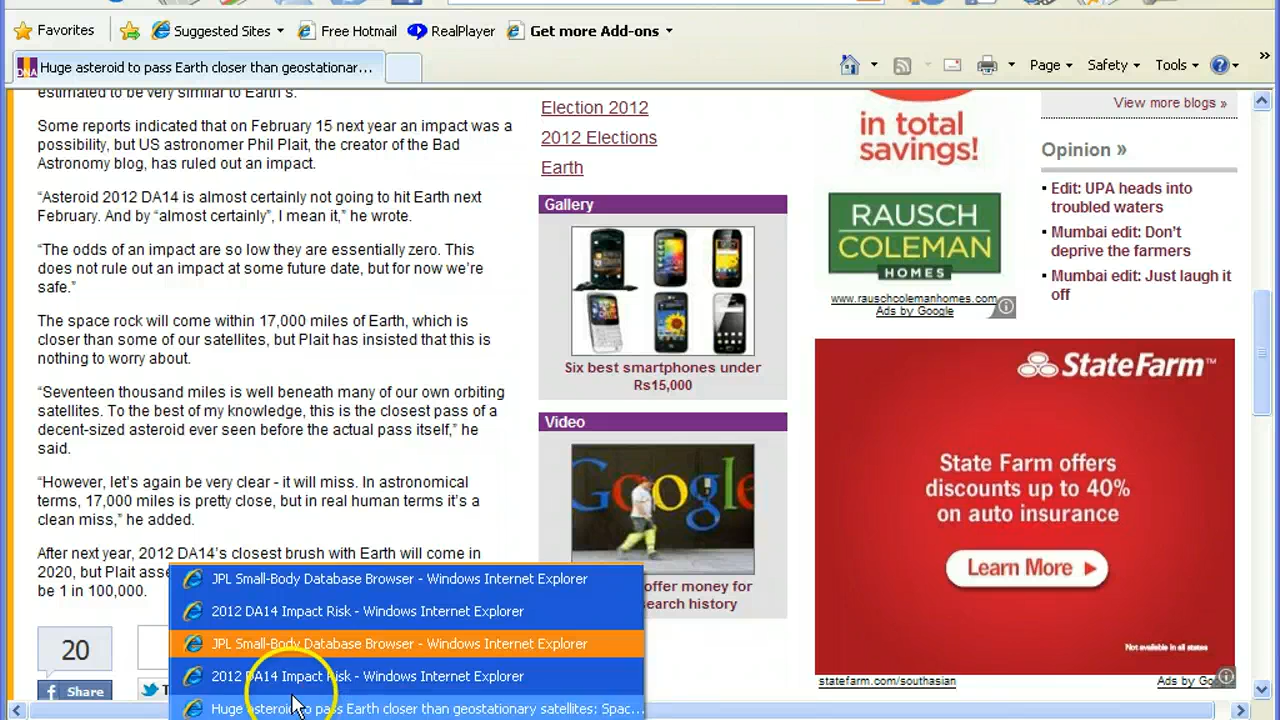 Favorites
Suggested Sites
Free Hotmail
RealPlayer
Get more Add-ons
DNA
Huge asteroid to pass Earth closer than geostationar...
Page
Safety
Tools
estimated to be very similar to Earth's.
Some reports indicated that on February 15 next year an impact was a
possibility, but US astronomer Phil Plait, the creator of the Bad
Astronomy blog, has ruled out an impact.
“Asteroid 2012 DA14 is almost certainly not going to hit Earth next
February. And by “almost certainly”, I mean it,” he wrote.
“The odds of an impact are so low they are essentially zero. This
does not rule out an impact at some future date, but for now we’re
safe.”
The space rock will come within 17,000 miles of Earth, which is
closer than some of our satellites, but Plait has insisted that this is
nothing to worry about.
“Seventeen thousand miles is well beneath many of our own orbiting
satellites. To the best of my knowledge, this is the closest pass of a
decent-sized asteroid ever seen before the actual pass itself,” he
said.
“However, let’s again be very clear - it will miss. In astronomical
terms, 17,000 miles is pretty close, but in real human terms it’s a
clean miss,” he added.
After next year, 2012 DA14’s closest brush with Earth will come in
2020, but Plait asse
be 1 in 100,000.
20
Share
JPL Small-Body Database Browser - Windows Internet Explorer
2012 DA14 Impact Risk - Windows Internet Explorer
JPL Small-Body Database Browser - Windows Internet Explorer
2012 DA14 Impact Risk - Windows Internet Explorer
Huge asteroid to pass Earth closer than geostationary satellites: Spac...
Election 2012
2012 Elections
Earth
Gallery
Six best smartphones under
Rs15,000
Video
Google
offer money for
search history
in total
savings!
RAUSCH
COLEMAN
HOMES
www.rauschcolemanhomes.com
Ads by Google
View more blogs »
Opinion »
Edit: UPA heads into
troubled waters
Mumbai edit: Don’t
deprive the farmers
Mumbai edit: Just laugh it
off
StateFarm™
State Farm offers
discounts up to 40%
on auto insurance
Learn More
Not available in all states
statefarm.com/southasian
Ads by Go